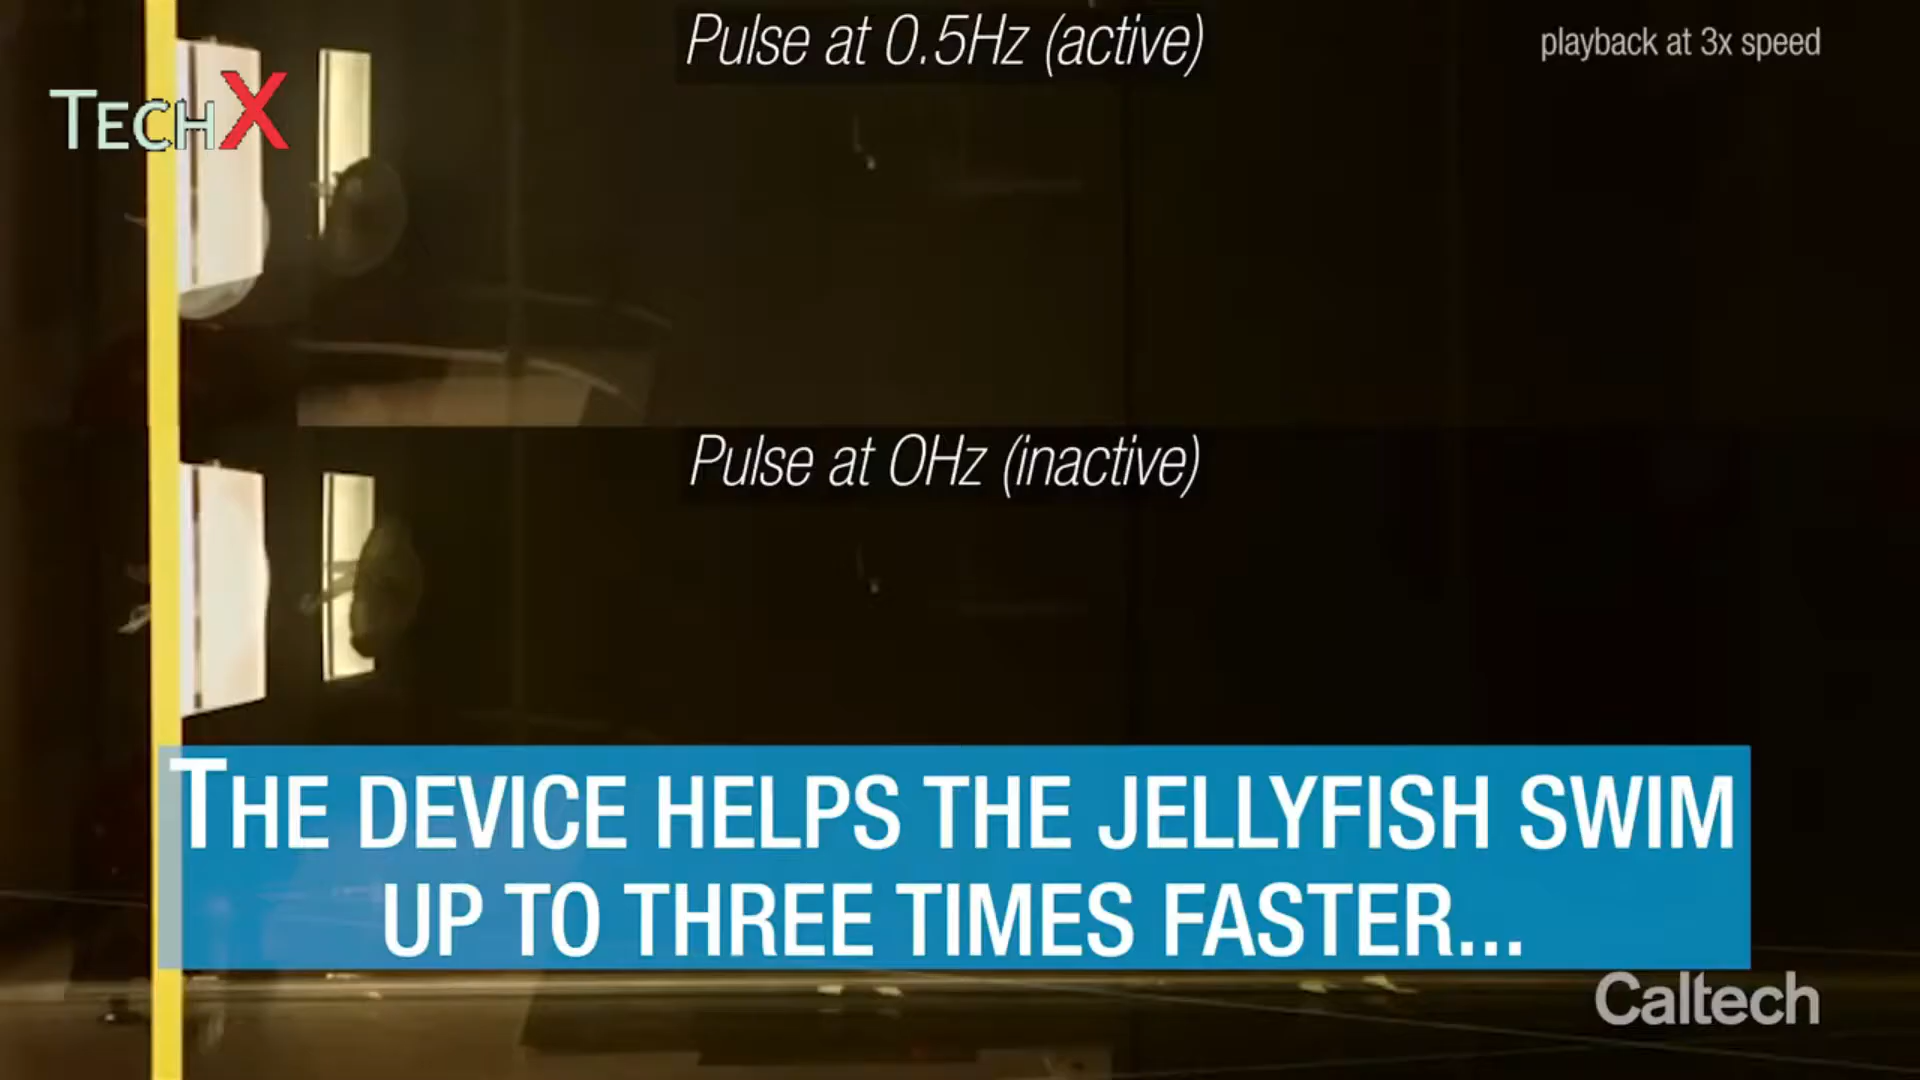 Pulse at 0.5Hz (active)
playback at 3x speed
TECHX
Pulse at 0Hz (inactive)
THE DEVICE HELPS THE JELLYFISH SWIM
UP TO THREE TIMES FASTER...
Caltech